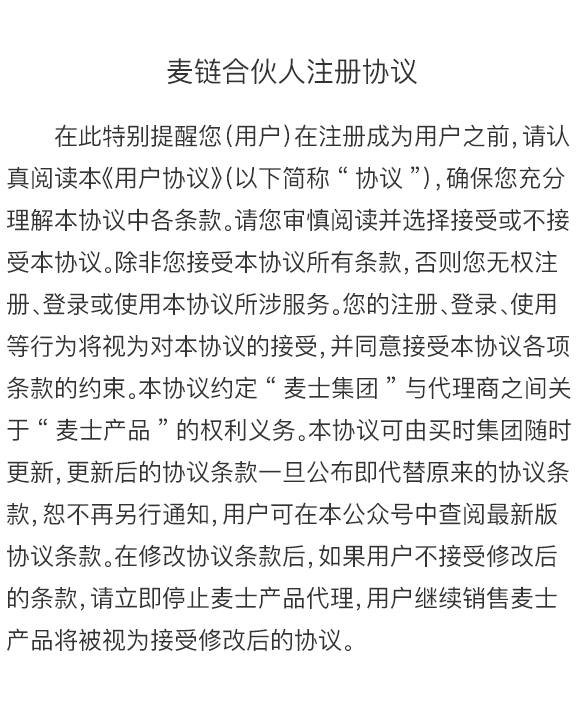 麦链合伙人注册协议
在此特别提醒您(用户)在注册成为用户之前,请认
真阅读本《用户协议》(以下简称“协议”),确保您充分
理解本协议中各条款。请您审慎阅读并选择接受或不接
受本协议。除非您接受本协议所有条款,否则您无权注
册、登录或使用本协议所涉服务。您的注册、登录、使用
等行为将视为对本协议的接受,并同意接受本协议各项
条款的约束。本协议约定“麦士集团”与代理商之间关
于“麦士产品”的权利义务。本协议可由买时集团随时
更新,更新后的协议条款一旦公布即代替原来的协议条
款,恕不再另行通知,用户可在本公众号中查阅最新版
协议条款。在修改协议条款后,如果用户不接受修改后
的条款,请立即停止麦士产品代理,用户继续销售麦士
产品将被视为接受修改后的协议。